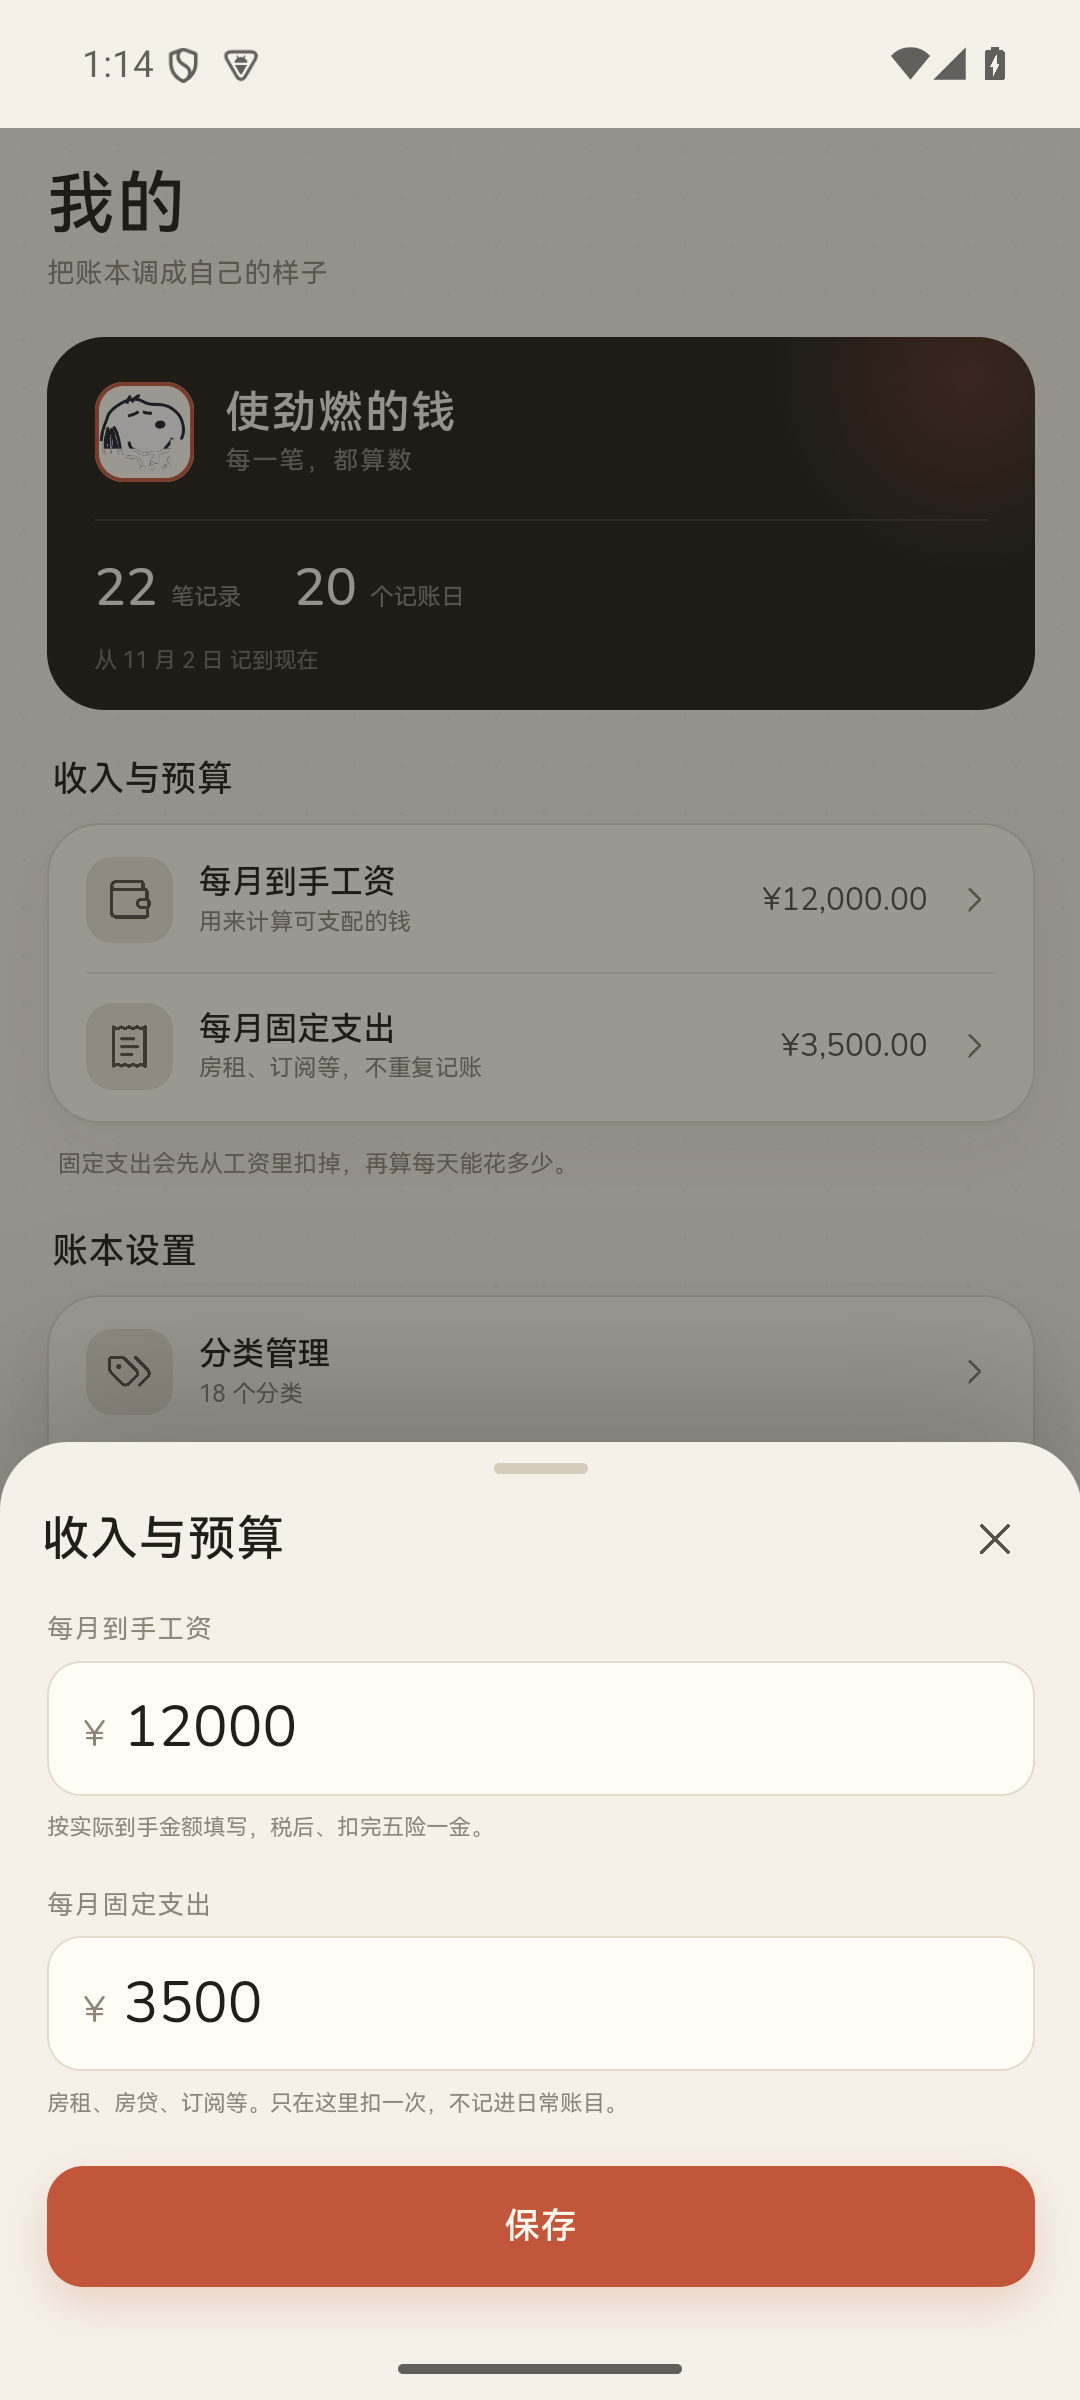 1:14
我的
把账本调成自己的样子
使劲燃的钱
每一笔，都算数
22 笔记录 20 个记账日
从 11 月 2 日 记到现在
收入与预算
每月到手工资
用来计算可支配的钱
¥12,000.00
每月固定支出
房租、订阅等，不重复记账
¥3,500.00
固定支出会先从工资里扣掉，再算每天能花多少。
账本设置
分类管理
18 个分类
收入与预算
每月到手工资
¥ 12000
按实际到手金额填写，税后、扣完五险一金。
每月固定支出
¥ 3500
房租、房贷、订阅等。只在这里扣一次，不记进日常账目。
保存